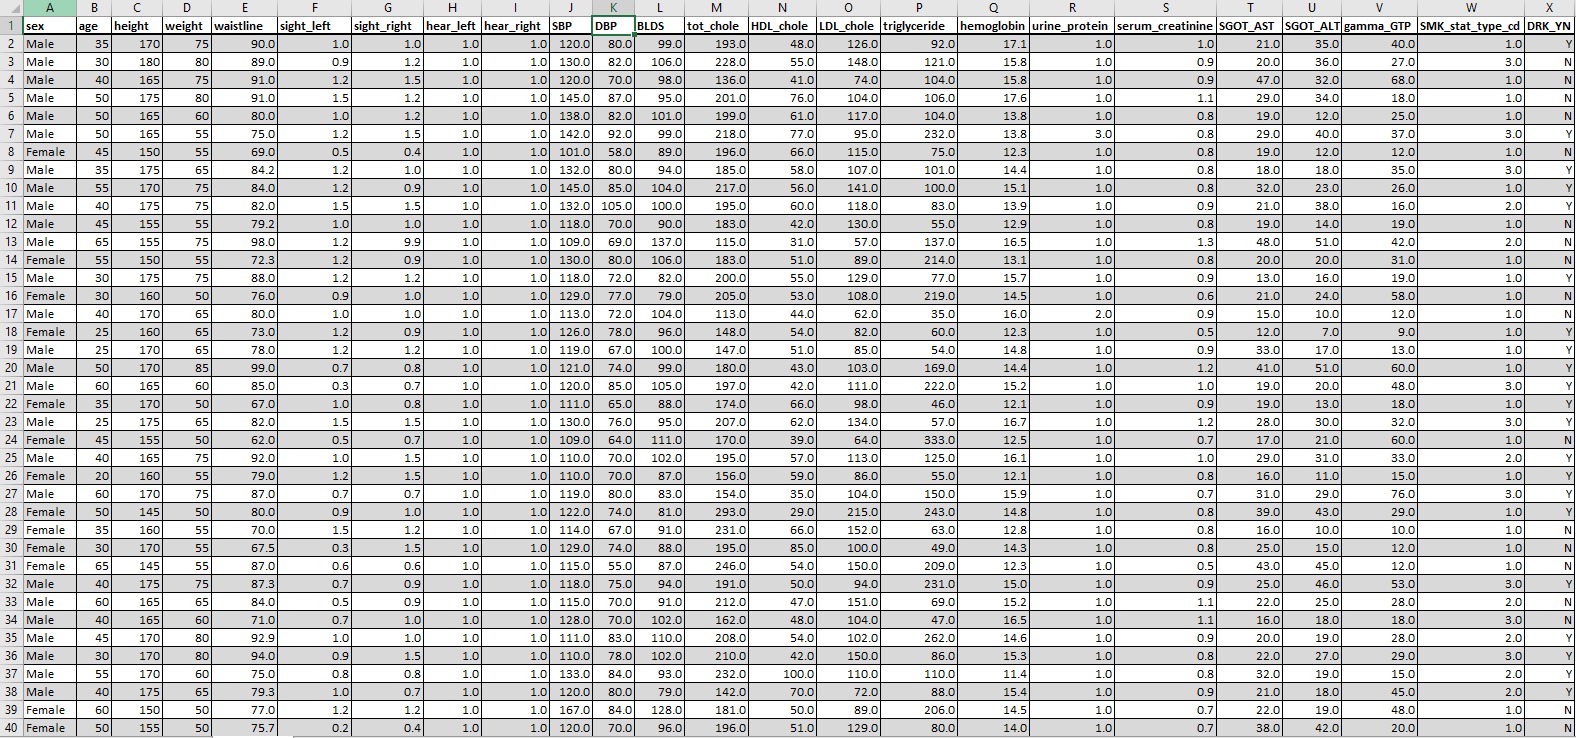 A B C D E F G H I J K L M N O P Q R S T U V W X
1 sex age height weight waistline sight_left sight_right hear_left hear_right SBP DBP BLDS tot_chole HDL_chole LDL_chole triglyceride hemoglobin urine_protein serum_creatinine SGOT_AST SGOT_ALT gamma_GTP SMK_stat_type_cd DRK_YN
2 Male 35 170 75 90.0 1.0 1.0 1.0 1.0 120.0 80.0 99.0 193.0 48.0 126.0 92.0 17.1 1.0 1.0 21.0 35.0 40.0 1.0 Y
3 Male 30 180 80 89.0 0.9 1.2 1.0 1.0 130.0 82.0 106.0 228.0 55.0 148.0 121.0 15.8 1.0 0.9 20.0 36.0 27.0 3.0 N
4 Male 40 165 75 91.0 1.2 1.5 1.0 1.0 120.0 70.0 98.0 136.0 41.0 74.0 104.0 15.8 1.0 0.9 47.0 32.0 68.0 1.0 N
5 Male 50 175 80 91.0 1.5 1.2 1.0 1.0 145.0 87.0 95.0 201.0 76.0 104.0 106.0 17.6 1.0 1.1 29.0 34.0 18.0 1.0 N
6 Male 50 165 60 80.0 1.0 1.2 1.0 1.0 138.0 82.0 101.0 199.0 61.0 117.0 104.0 13.8 1.0 0.8 19.0 12.0 25.0 1.0 N
7 Male 50 165 55 75.0 1.2 1.5 1.0 1.0 142.0 92.0 99.0 218.0 77.0 95.0 232.0 13.8 3.0 0.8 29.0 40.0 37.0 3.0 Y
8 Female 45 150 55 69.0 0.5 0.4 1.0 1.0 101.0 58.0 89.0 196.0 66.0 115.0 75.0 12.3 1.0 0.8 19.0 12.0 12.0 1.0 N
9 Male 35 175 65 84.2 1.2 1.0 1.0 1.0 132.0 80.0 94.0 185.0 58.0 107.0 101.0 14.4 1.0 0.8 18.0 18.0 35.0 3.0 Y
10 Male 55 170 75 84.0 1.2 0.9 1.0 1.0 145.0 85.0 104.0 217.0 56.0 141.0 100.0 15.1 1.0 0.8 32.0 23.0 26.0 1.0 Y
11 Male 40 175 75 82.0 1.5 1.5 1.0 1.0 132.0 105.0 100.0 195.0 60.0 118.0 83.0 13.9 1.0 0.9 21.0 38.0 16.0 2.0 Y
12 Male 45 155 55 79.2 1.0 1.0 1.0 1.0 118.0 70.0 90.0 183.0 42.0 130.0 55.0 12.9 1.0 0.8 19.0 14.0 19.0 1.0 N
13 Male 65 155 75 98.0 1.2 9.9 1.0 1.0 109.0 69.0 137.0 115.0 31.0 57.0 137.0 16.5 1.0 1.3 48.0 51.0 42.0 2.0 N
14 Female 55 150 55 72.3 1.2 0.9 1.0 1.0 130.0 80.0 106.0 183.0 51.0 89.0 214.0 13.1 1.0 0.8 20.0 20.0 31.0 1.0 N
15 Male 30 175 75 88.0 1.2 1.2 1.0 1.0 118.0 72.0 82.0 200.0 55.0 129.0 77.0 15.7 1.0 0.9 13.0 16.0 19.0 1.0 Y
16 Female 30 160 50 76.0 0.9 1.0 1.0 1.0 129.0 77.0 79.0 205.0 53.0 108.0 219.0 14.5 1.0 0.6 21.0 24.0 58.0 1.0 N
17 Male 40 170 65 80.0 1.0 1.0 1.0 1.0 113.0 72.0 104.0 113.0 44.0 62.0 35.0 16.0 2.0 0.9 15.0 10.0 12.0 1.0 N
18 Female 25 160 65 73.0 1.2 0.9 1.0 1.0 126.0 78.0 96.0 148.0 54.0 82.0 60.0 12.3 1.0 0.5 12.0 7.0 9.0 1.0 Y
19 Male 25 170 65 78.0 1.2 1.2 1.0 1.0 119.0 67.0 100.0 147.0 51.0 85.0 54.0 14.8 1.0 0.9 33.0 17.0 13.0 1.0 Y
20 Male 50 170 85 99.0 0.7 0.8 1.0 1.0 121.0 74.0 99.0 180.0 43.0 103.0 169.0 14.4 1.0 1.2 41.0 51.0 60.0 1.0 Y
21 Male 60 165 60 85.0 0.3 0.7 1.0 1.0 120.0 85.0 105.0 197.0 42.0 111.0 222.0 15.2 1.0 1.0 19.0 20.0 48.0 3.0 Y
22 Female 35 170 50 67.0 1.0 0.8 1.0 1.0 111.0 65.0 88.0 174.0 66.0 98.0 46.0 12.1 1.0 0.9 19.0 13.0 18.0 1.0 Y
23 Male 25 175 65 82.0 1.5 1.5 1.0 1.0 130.0 76.0 95.0 207.0 62.0 134.0 57.0 16.7 1.0 1.2 28.0 30.0 32.0 3.0 Y
24 Female 45 155 50 62.0 0.5 0.7 1.0 1.0 109.0 64.0 111.0 170.0 39.0 64.0 333.0 12.5 1.0 0.7 17.0 21.0 60.0 1.0 N
25 Male 40 165 75 92.0 1.0 1.5 1.0 1.0 110.0 70.0 102.0 195.0 57.0 113.0 125.0 16.1 1.0 1.0 29.0 31.0 33.0 2.0 Y
26 Female 20 160 55 79.0 1.2 1.5 1.0 1.0 110.0 70.0 87.0 156.0 59.0 86.0 55.0 12.1 1.0 0.8 16.0 11.0 15.0 1.0 Y
27 Male 60 170 75 87.0 0.7 0.7 1.0 1.0 119.0 80.0 83.0 154.0 35.0 104.0 150.0 15.9 1.0 0.7 31.0 29.0 76.0 3.0 Y
28 Female 50 145 50 80.0 0.9 1.0 1.0 1.0 122.0 74.0 81.0 293.0 29.0 215.0 243.0 14.8 1.0 0.8 39.0 43.0 29.0 1.0 Y
29 Female 35 160 55 70.0 1.5 1.2 1.0 1.0 114.0 67.0 91.0 231.0 66.0 152.0 63.0 12.8 1.0 0.8 16.0 10.0 10.0 1.0 N
30 Female 30 170 55 67.5 0.3 1.5 1.0 1.0 129.0 74.0 88.0 195.0 85.0 100.0 49.0 14.3 1.0 0.8 25.0 15.0 12.0 1.0 N
31 Female 65 145 55 87.0 0.6 0.6 1.0 1.0 115.0 55.0 87.0 246.0 54.0 150.0 209.0 12.3 1.0 0.5 43.0 45.0 12.0 1.0 N
32 Male 40 175 75 87.3 0.7 0.9 1.0 1.0 118.0 75.0 94.0 191.0 50.0 94.0 231.0 15.0 1.0 0.9 25.0 46.0 53.0 3.0 Y
33 Male 60 165 65 84.0 0.5 0.9 1.0 1.0 115.0 70.0 91.0 212.0 47.0 151.0 69.0 15.2 1.0 1.1 22.0 25.0 28.0 2.0 N
34 Male 40 165 60 71.0 0.7 1.0 1.0 1.0 128.0 70.0 102.0 162.0 48.0 104.0 47.0 16.5 1.0 1.1 16.0 18.0 18.0 3.0 N
35 Male 45 170 80 92.9 1.0 1.0 1.0 1.0 111.0 83.0 110.0 208.0 54.0 102.0 262.0 14.6 1.0 0.9 20.0 19.0 28.0 2.0 Y
36 Male 30 170 80 94.0 0.9 1.5 1.0 1.0 110.0 78.0 102.0 210.0 42.0 150.0 86.0 15.3 1.0 0.8 22.0 27.0 29.0 3.0 Y
37 Male 55 170 60 75.0 0.8 0.8 1.0 1.0 133.0 84.0 93.0 232.0 100.0 110.0 110.0 11.4 1.0 0.8 32.0 19.0 15.0 2.0 Y
38 Male 40 175 65 79.3 1.0 0.7 1.0 1.0 120.0 80.0 79.0 142.0 70.0 72.0 88.0 15.4 1.0 0.9 21.0 18.0 45.0 2.0 Y
39 Female 60 150 50 77.0 1.2 1.2 1.0 1.0 167.0 84.0 128.0 181.0 50.0 89.0 206.0 14.5 1.0 0.7 22.0 19.0 48.0 1.0 N
40 Female 50 155 50 75.7 0.2 0.4 1.0 1.0 120.0 70.0 96.0 196.0 51.0 129.0 80.0 14.0 1.0 0.7 38.0 42.0 20.0 1.0 N